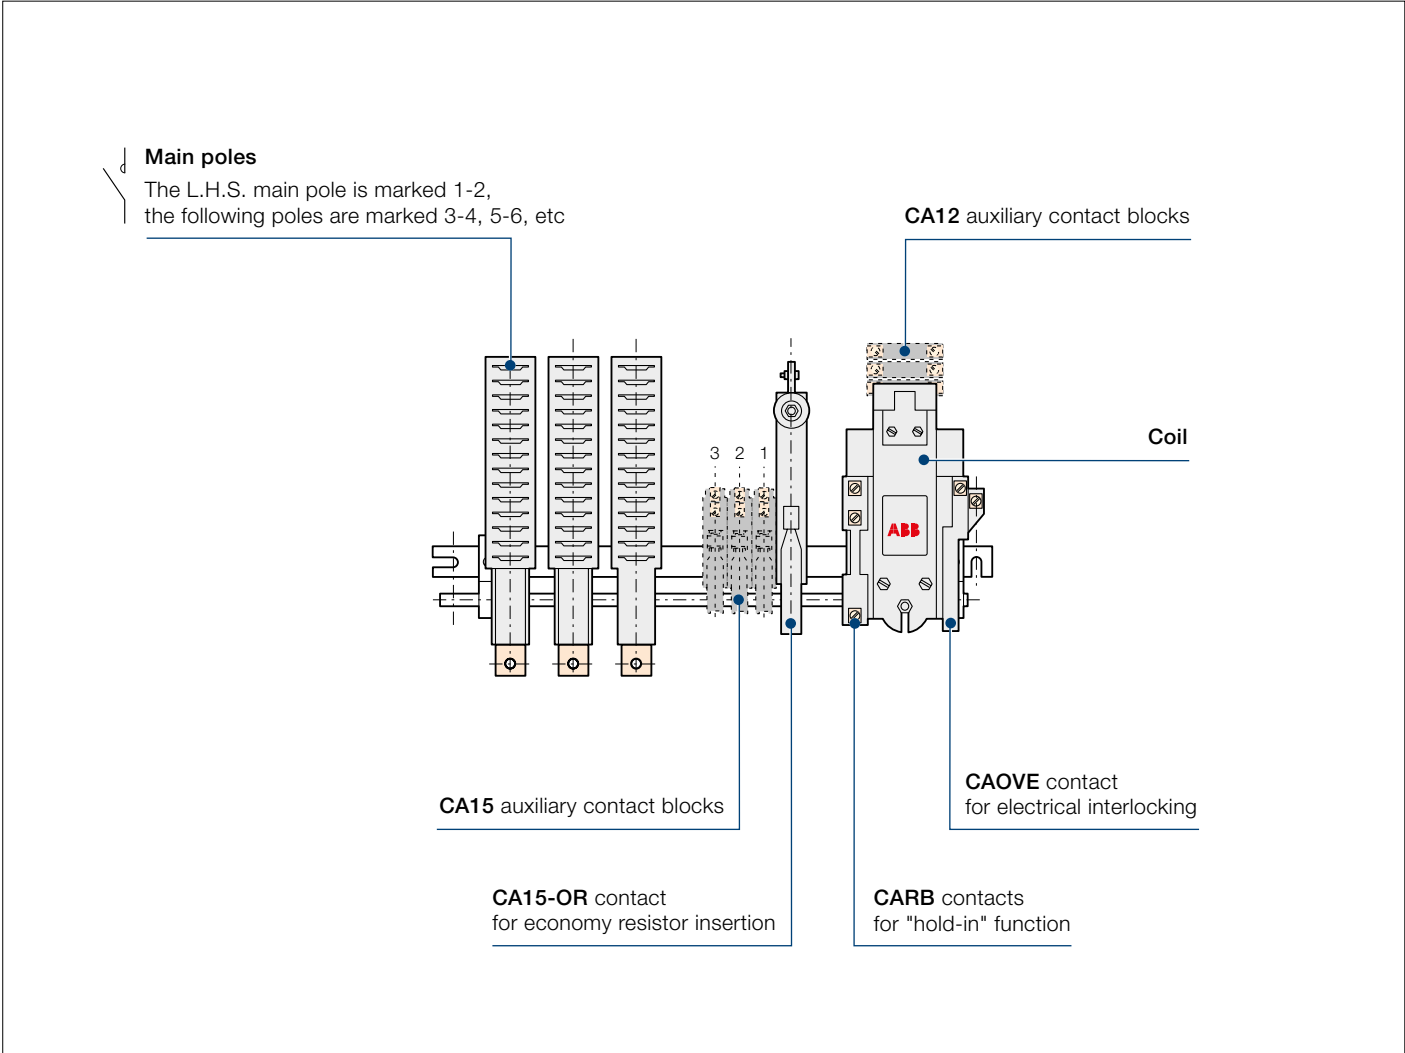 Main poles
The L.H.S. main pole is marked 1-2,
the following poles are marked 3-4, 5-6, etc
CA12 auxiliary contact blocks
Coil
3 2 1
ABB
CAOVE contact
for electrical interlocking
CA15 auxiliary contact blocks
CA15-OR contact
for economy resistor insertion
CARB contacts
for "hold-in" function